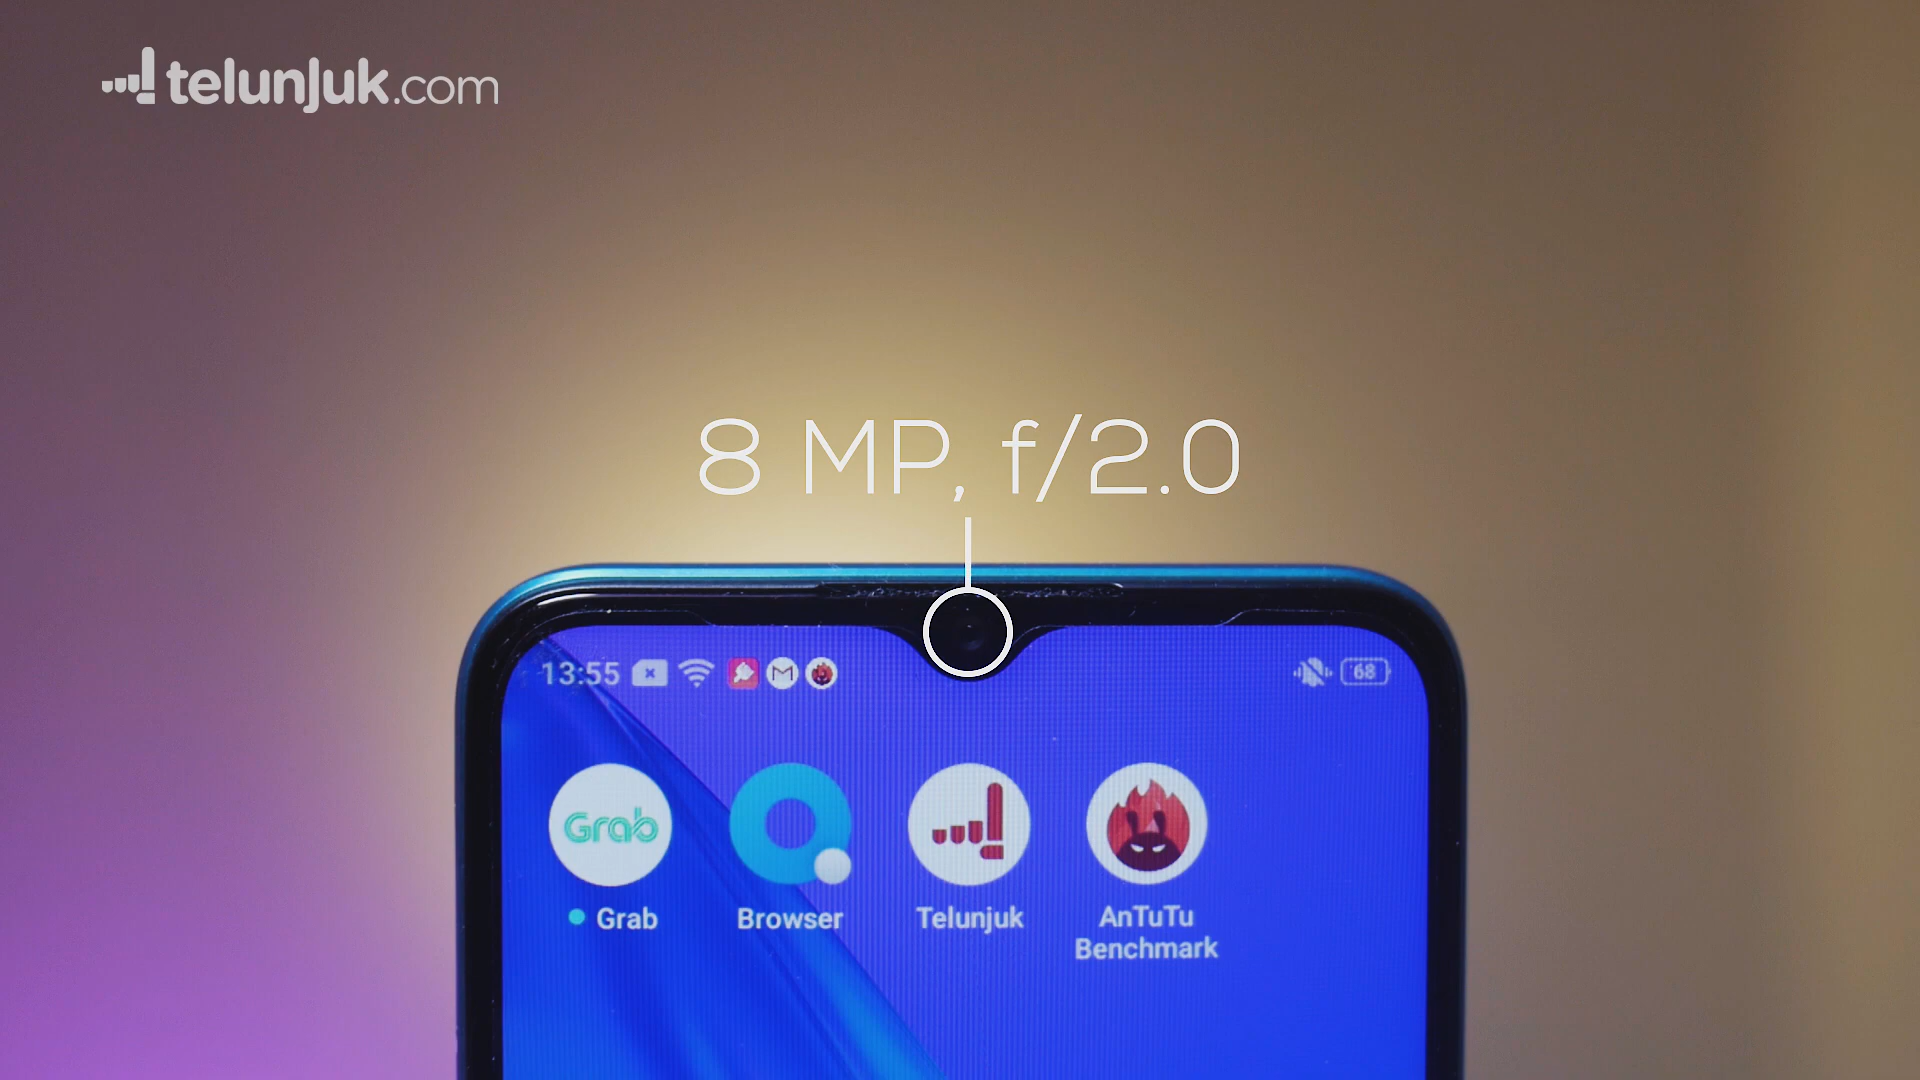 telunjuk.com
8 MP, f/2.0
13:55
68
Grab
Grab
Browser
Telunjuk
AnTuTu
Benchmark